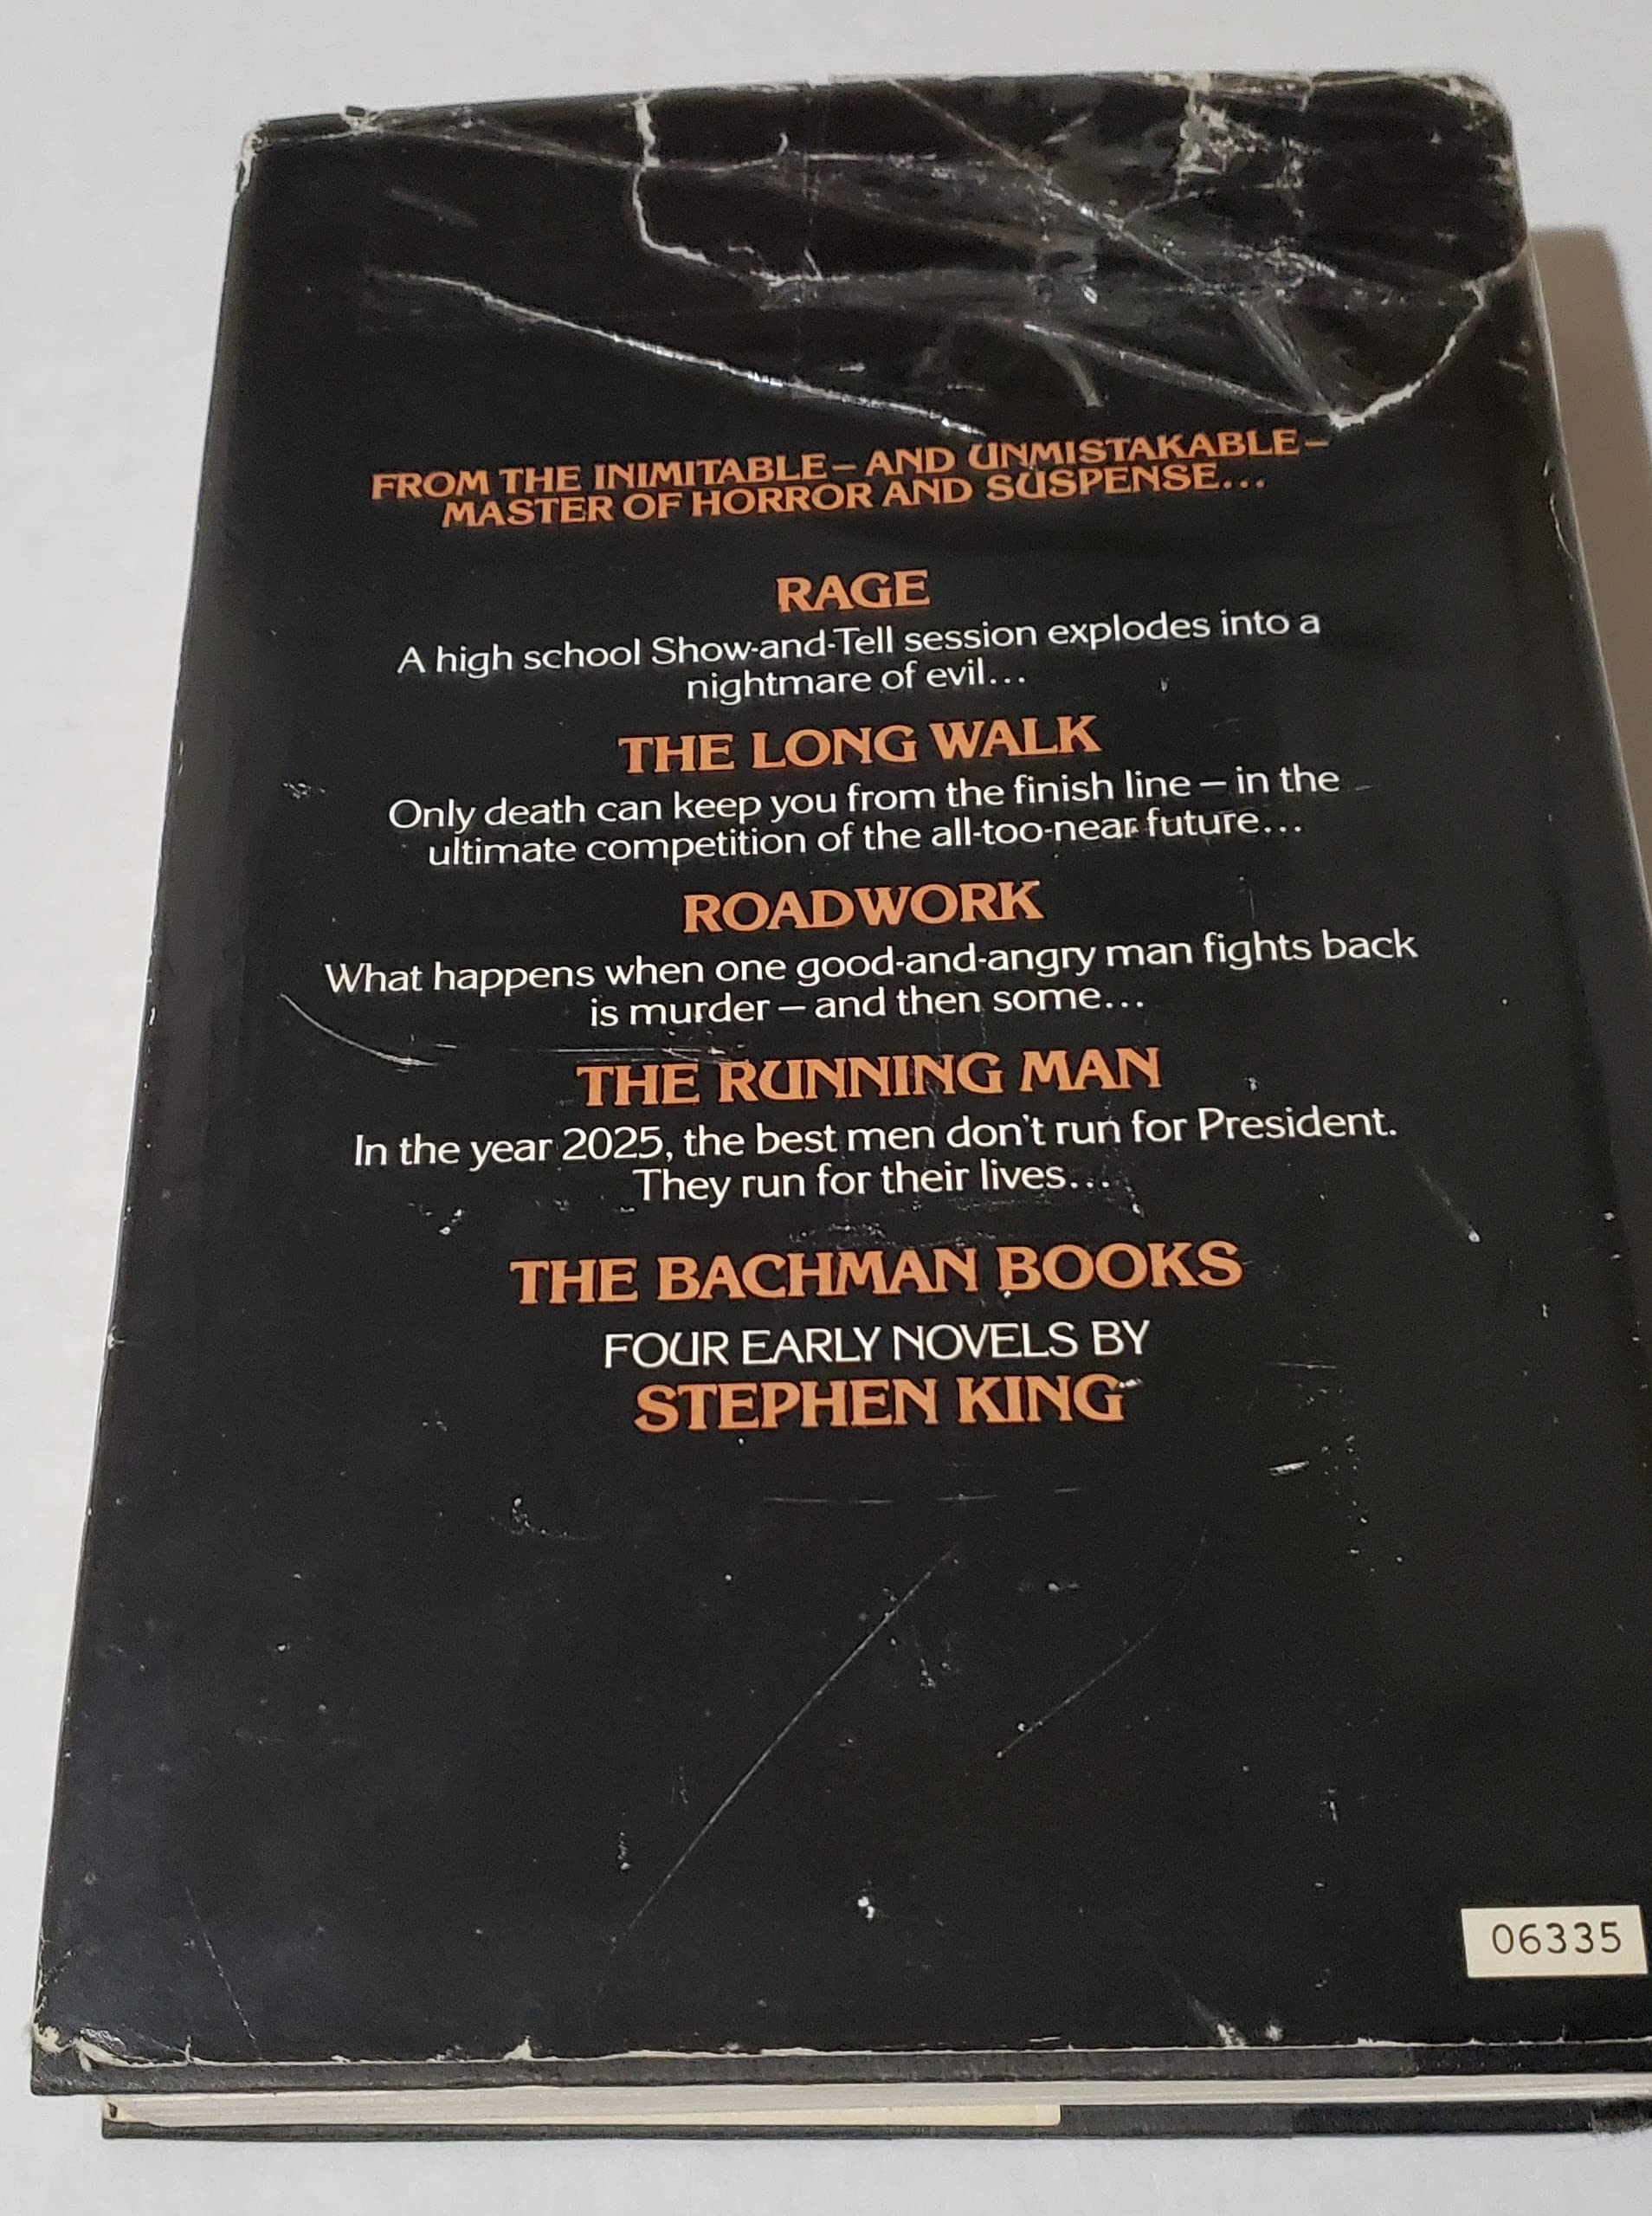 FROM THE INIMITABLE – AND UNMISTAKABLE –
MASTER OF HORROR AND SUSPENSE...
RAGE
A high school Show-and-Tell session explodes into a
nightmare of evil...
THE LONG WALK
Only death can keep you from the finish line – in the
ultimate competition of the all-too-near future...
ROADWORK
What happens when one good-and-angry man fights back
is murder – and then some...
THE RUNNING MAN
In the year 2025, the best men don't run for President.
They run for their lives...
THE BACHMAN BOOKS
FOUR EARLY NOVELS BY
STEPHEN KING
06335